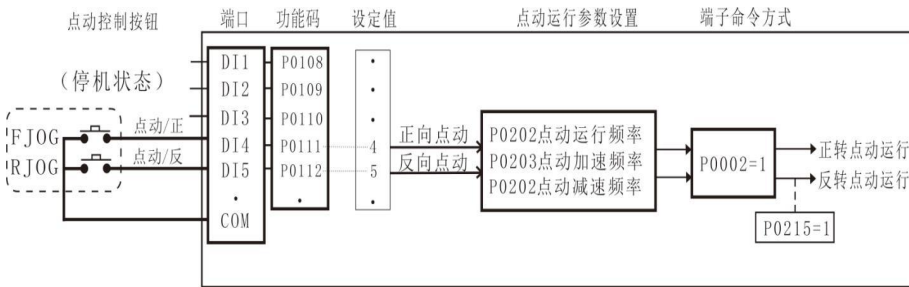 点动控制按钮 端口 功能码 设定值 点动运行参数设置 端子命令方式
(停机状态)
DI1 P0108 •
DI2 P0109 •
DI3 P0110 •
FJOG 点动/正 DI4 P0111 4 正向点动
RJOG 点动/反 DI5 P0112 5 反向点动
• • •
COM
P0202点动运行频率
P0203点动加速频率
P0202点动减速频率
P0002=1
正转点动运行
反转点动运行
P0215=1